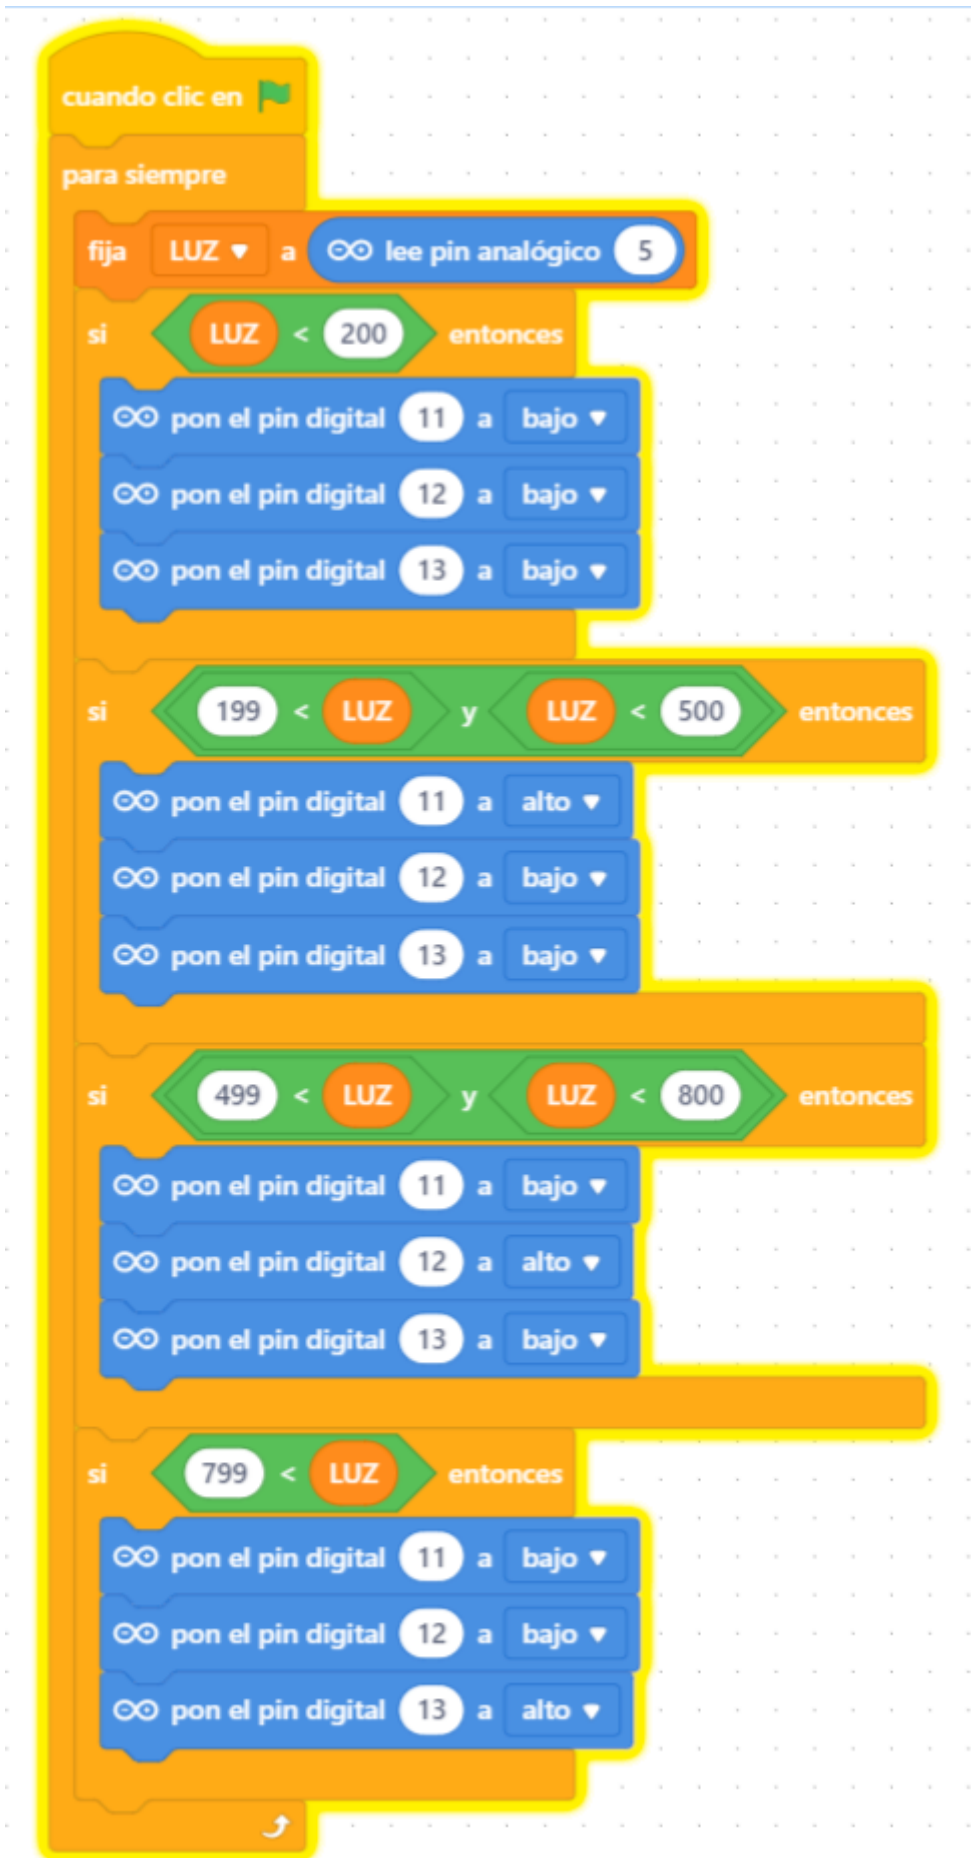 cuando clic en
para siempre
fija LUZ a lee pin analógico 5
si LUZ < 200 entonces
pon el pin digital 11 a bajo
pon el pin digital 12 a bajo
pon el pin digital 13 a bajo
si 199 < LUZ y LUZ < 500 entonces
pon el pin digital 11 a alto
pon el pin digital 12 a bajo
pon el pin digital 13 a bajo
si 499 < LUZ y LUZ < 800 entonces
pon el pin digital 11 a bajo
pon el pin digital 12 a alto
pon el pin digital 13 a bajo
si 799 < LUZ entonces
pon el pin digital 11 a bajo
pon el pin digital 12 a bajo
pon el pin digital 13 a alto